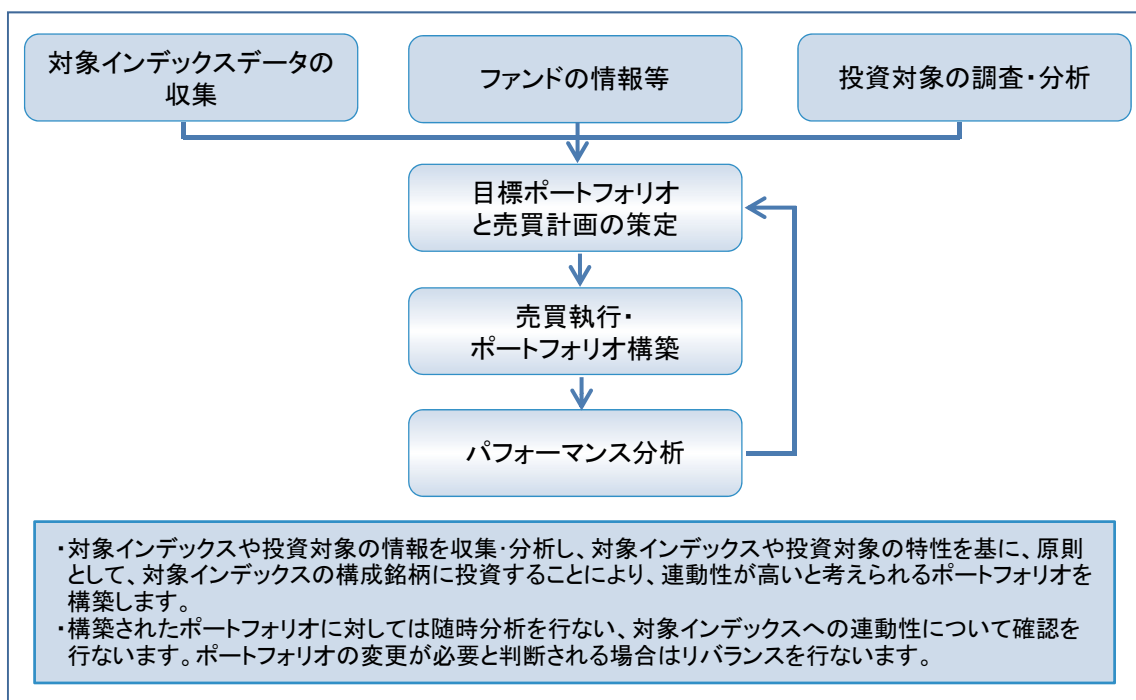 対象インデックスデータの
収集
ファンドの情報等
投資対象の調査・分析
目標ポートフォリオ
と売買計画の策定
売買執行・
ポートフォリオ構築
パフォーマンス分析
・対象インデックスや投資対象の情報を収集・分析し、対象インデックスや投資対象の特性を基に、原則
として、対象インデックスの構成銘柄に投資することにより、連動性が高いと考えられるポートフォリオを
構築します。
・構築されたポートフォリオに対しては随時分析を行ない、対象インデックスへの連動性について確認を
行ないます。ポートフォリオの変更が必要と判断される場合はリバランスを行ないます。